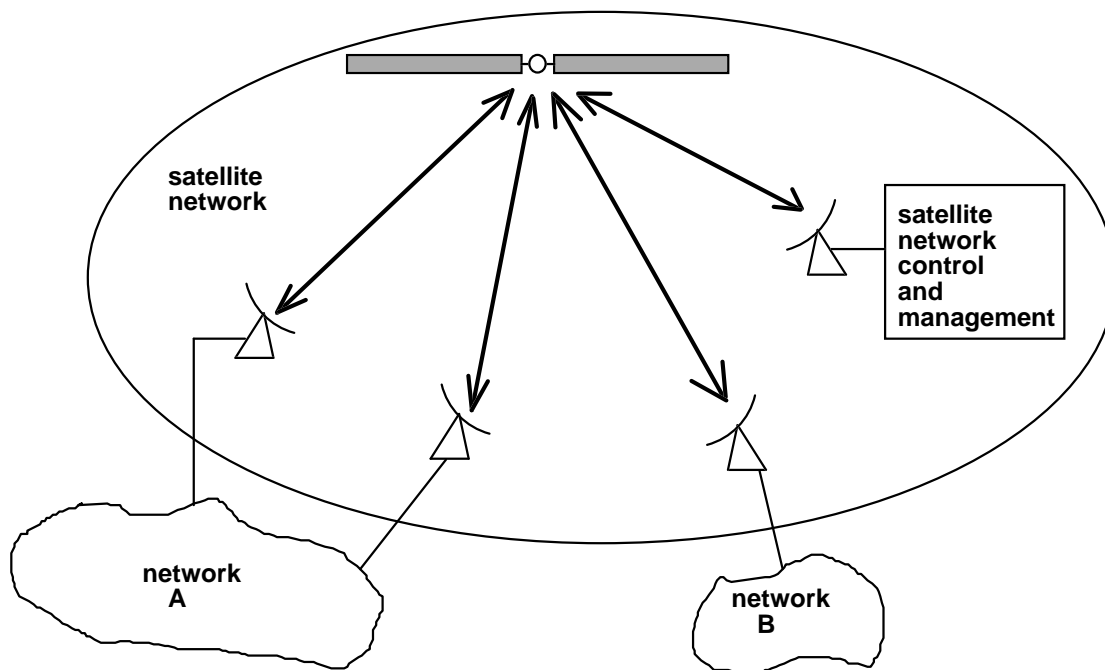 satellite
network
satellite
network
control
and
management
network
A
network
B